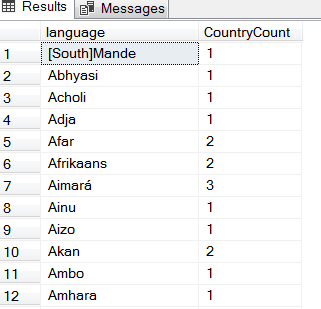 Results Messages
language CountryCount
1 [South]Mande 1
2 Abhyasi 1
3 Acholi 1
4 Adja 1
5 Afar 2
6 Afrikaans 2
7 Aimará 3
8 Ainu 1
9 Aizo 1
10 Akan 2
11 Ambo 1
12 Amhara 1